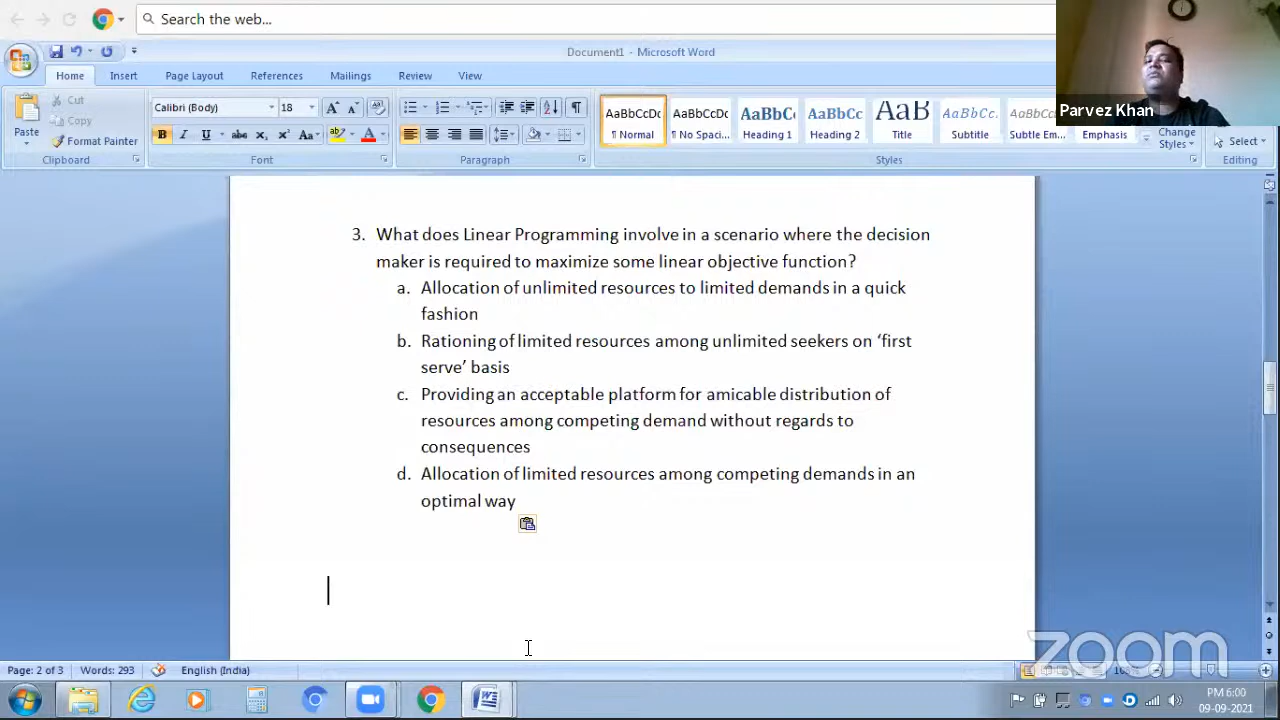 Search the web...
Document1 - Microsoft Word
Parvez Khan
Home Insert Page Layout References Mailings Review View
Paste
Cut
Copy
Format Painter
Clipboard
Calibri (Body) 18
Font
Paragraph
AaBbCcDc AaBbCcDc AaBbC AaBbCc AaB AaBbCc. AaBbCcDc AaBbCcDc
¶ Normal ¶ No Spaci... Heading 1 Heading 2 Title Subtitle Subtle Em... Emphasis
Change Styles
Styles
Select
Editing
3. What does Linear Programming involve in a scenario where the decision
maker is required to maximize some linear objective function?
a. Allocation of unlimited resources to limited demands in a quick
fashion
b. Rationing of limited resources among unlimited seekers on ‘first
serve’ basis
c. Providing an acceptable platform for amicable distribution of
resources among competing demand without regards to
consequences
d. Allocation of limited resources among competing demands in an
optimal way
zoom
Page: 2 of 3 Words: 293 English (India)
PM 6:00
09-09-2021